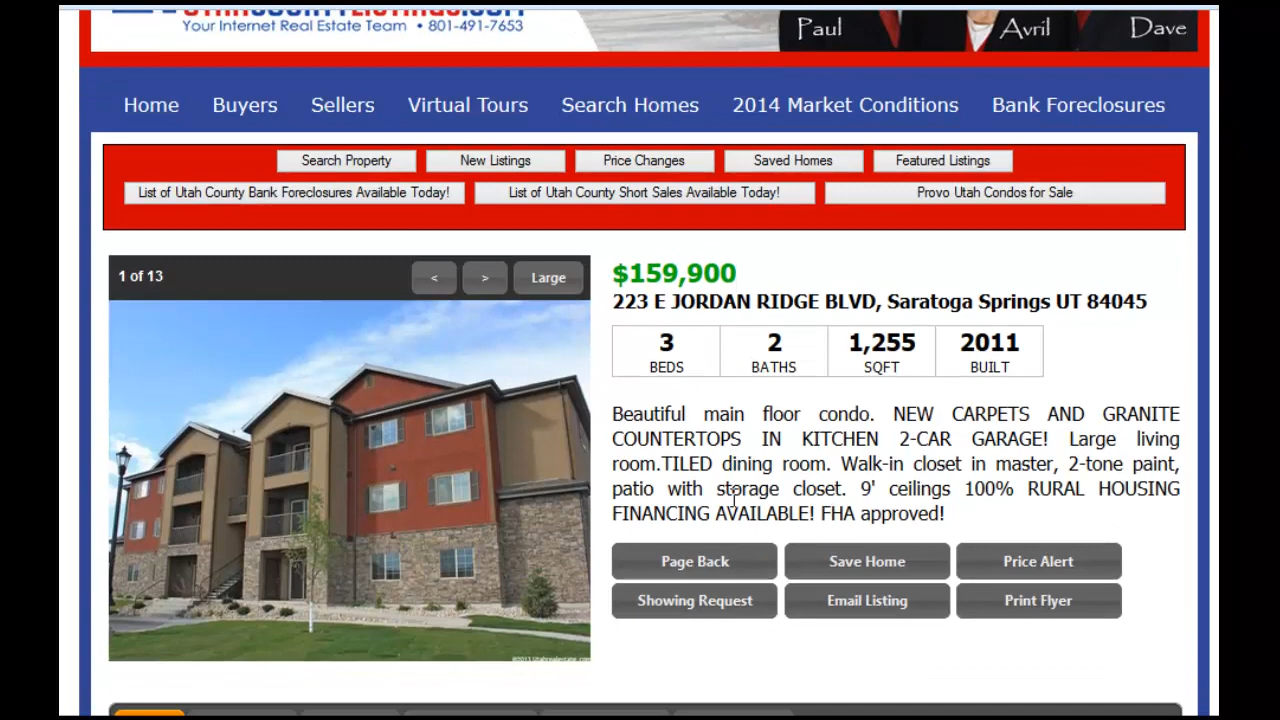 UTAHCOUNTYLISTINGS.COM
Your Internet Real Estate Team • 801-491-7653
Paul Avril Dave
Home Buyers Sellers Virtual Tours Search Homes 2014 Market Conditions Bank Foreclosures
Search Property New Listings Price Changes Saved Homes Featured Listings
List of Utah County Bank Foreclosures Available Today! List of Utah County Short Sales Available Today! Provo Utah Condos for Sale
1 of 13 < > Large
$159,900
223 E JORDAN RIDGE BLVD, Saratoga Springs UT 84045
3 2 1,255 2011
BEDS BATHS SQFT BUILT
Beautiful main floor condo. NEW CARPETS AND GRANITE
COUNTERTOPS IN KITCHEN 2-CAR GARAGE! Large living
room.TILED dining room. Walk-in closet in master, 2-tone paint,
patio with storage closet. 9' ceilings 100% RURAL HOUSING
FINANCING AVAILABLE! FHA approved!
Page Back Save Home Price Alert
Showing Request Email Listing Print Flyer
©2013 Utahrealestate.com